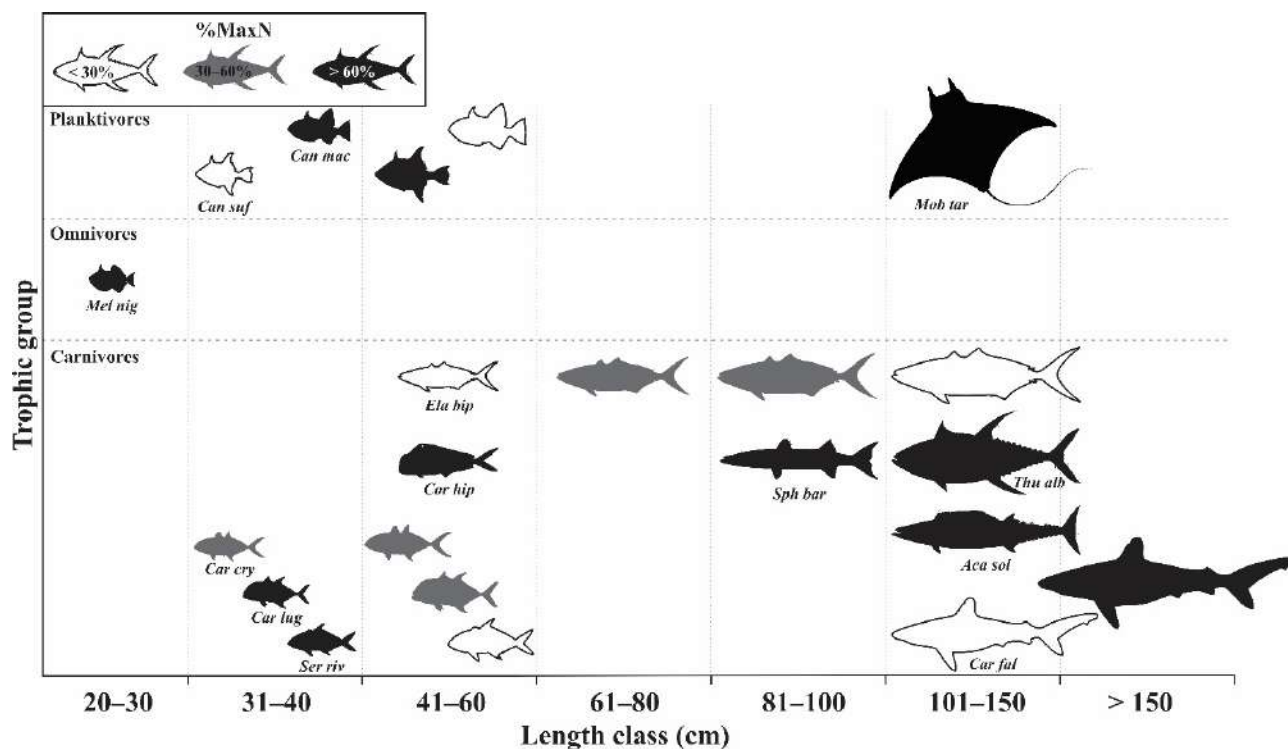 %MaxN
< 30%
30–60%
> 60%
Planktivores
Can mac
Can suf
Mob tar
Omnivores
Mel nig
Carnivores
Ela bip
Cor hip
Sph bar
Thu alb
Car cry
Aca sol
Car lug
Ser riv
Car fal
Trophic group
20–30
31–40
41–60
61–80
81–100
101–150
> 150
Length class (cm)